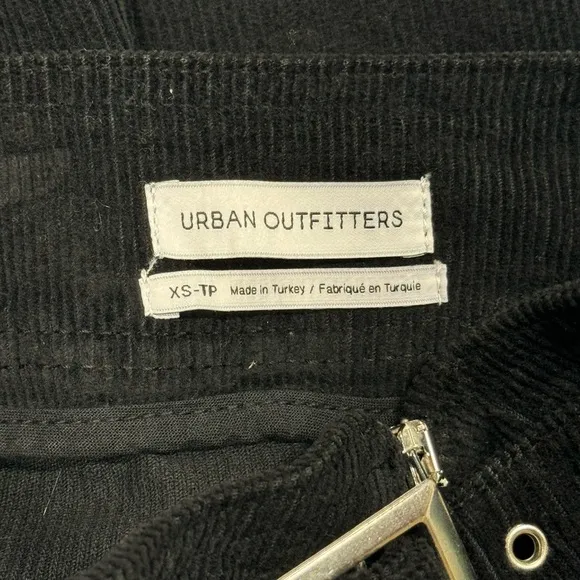 URBAN OUTFITTERS
XS-TP Made in Turkey / Fabriqué en Turquie